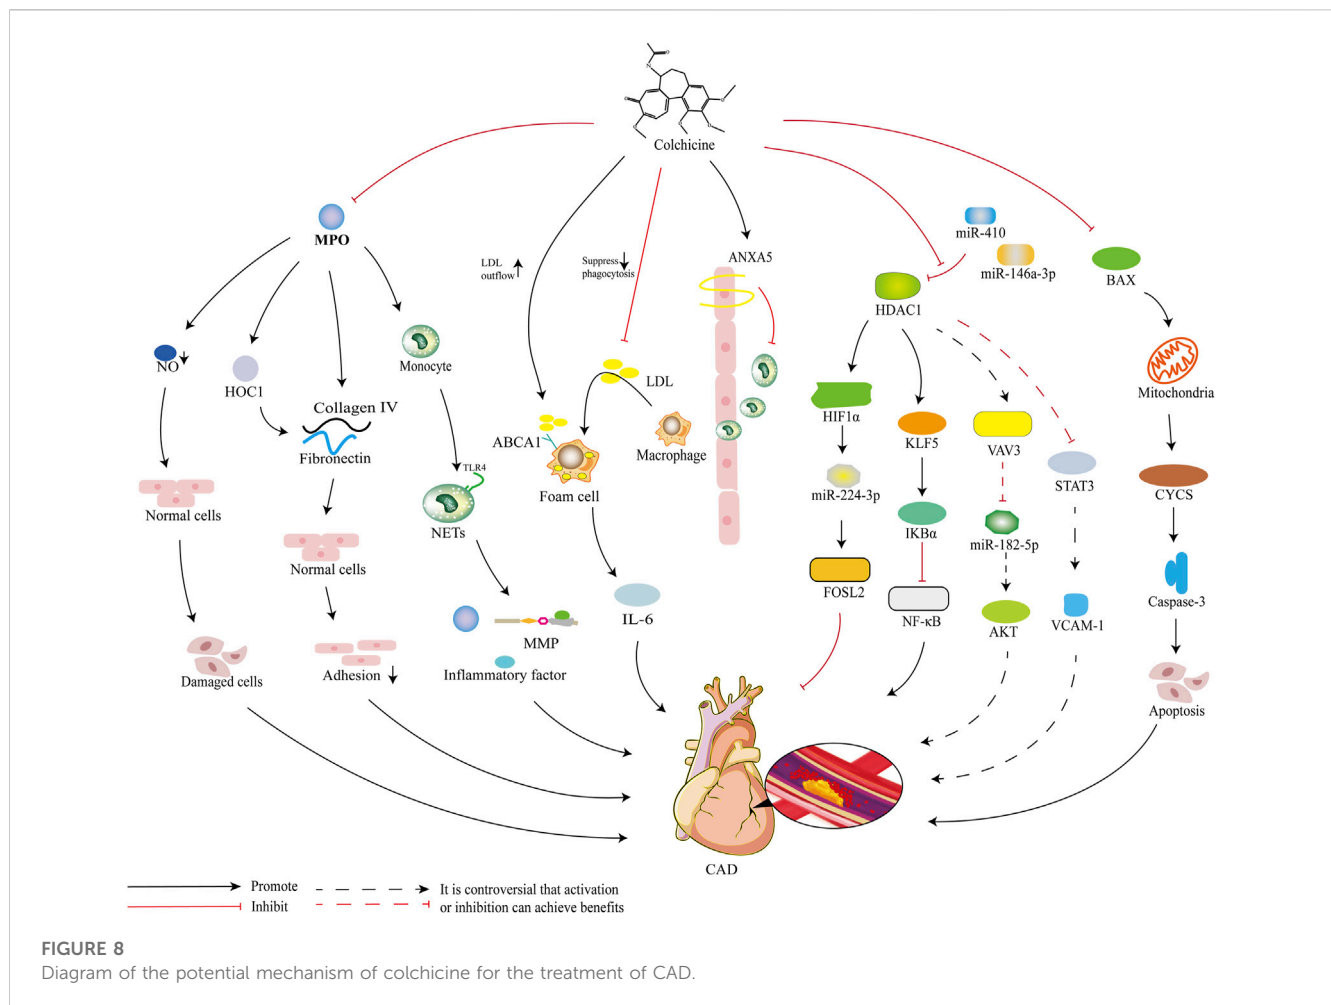 N
H
O
O
O
O
O
O
Colchicine
MPO
LDL
outflow
Suppress
phagocytosis
ANXA5
miR-410
miR-146a-3p
BAX
HDAC1
NO
HOC1
Monocyte
LDL
Mitochondria
Collagen IV
Fibronectin
ABCA1
Macrophage
HIF1α
KLF5
VAV3
STAT3
CYCS
TLR4
Foam cell
miR-224-3p
Normal cells
NETs
IKBα
miR-182-5p
Normal cells
FOSL2
Caspase-3
IL-6
NF-κB
AKT
VCAM-1
MMP
Damaged cells
Adhesion
Inflammatory factor
Apoptosis
CAD
Promote
Inhibit
It is controversial that activation
or inhibition can achieve benefits
FIGURE 8
Diagram of the potential mechanism of colchicine for the treatment of CAD.